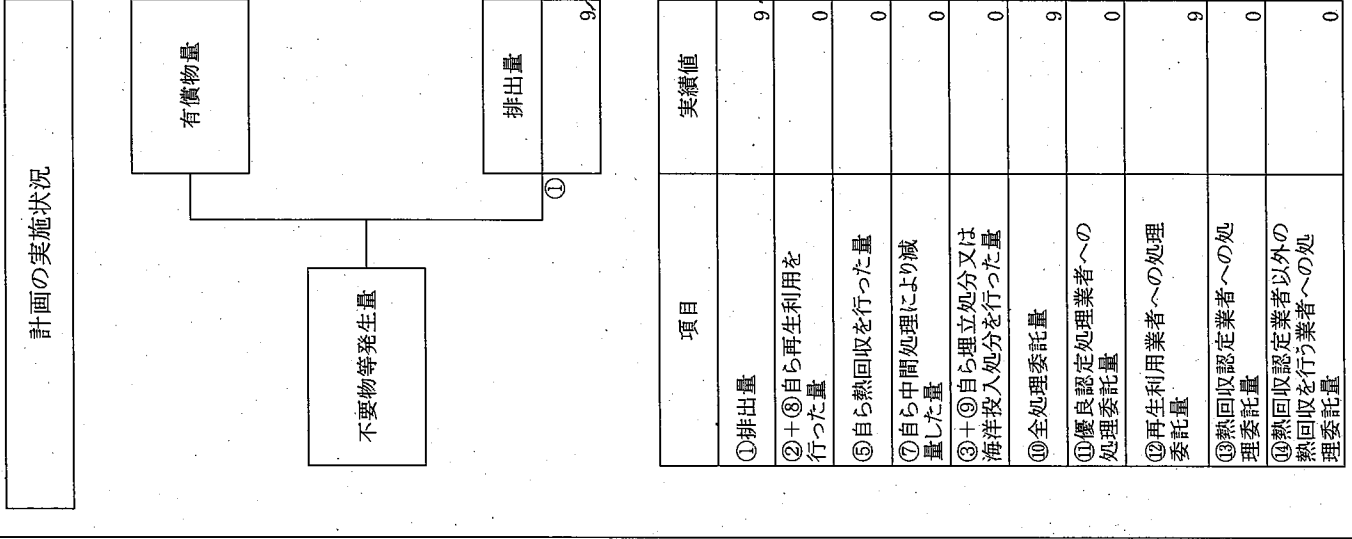 計画の実施状況
有償物量
不要物等発生量
排出量
①
9
項目
実績値
①排出量
9
②+⑧自ら再生利用を
行った量
0
⑤自ら熱回収を行った量
0
⑦自ら中間処理により減
量した量
0
③+⑨自ら埋立処分又は
海洋投入処分を行った量
0
⑩全処理委託量
9
⑪優良認定処理業者への
処理委託量
0
⑫再生利用業者への処理
委託量
9
⑬熱回収認定業者への処
理委託量
0
⑭熱回収認定業者以外の
熱回収を行う業者への処
理委託量
0